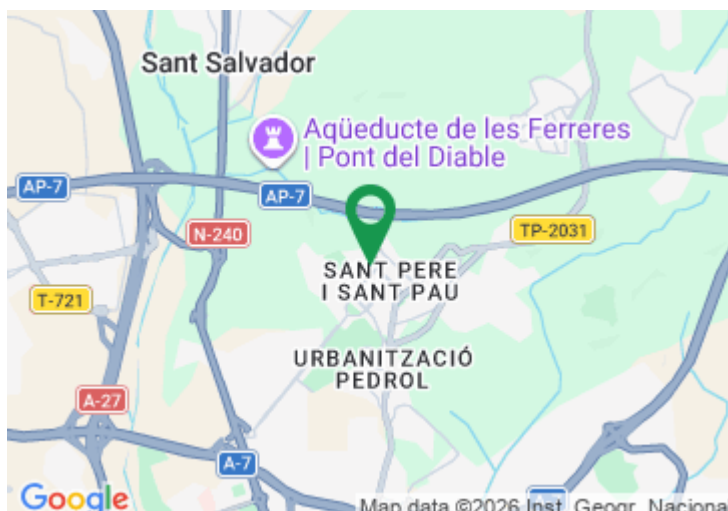 Sant Salvador
Aqüeducte de les Ferreres
| Pont del Diable
AP-7
AP-7
N-240
TP-2031
SANT PERE
I SANT PAU
T-721
URBANITZACIÓ
PEDROL
A-27
A-7
A-7
Google
Map data ©2026 Inst. Geogr. Naciona